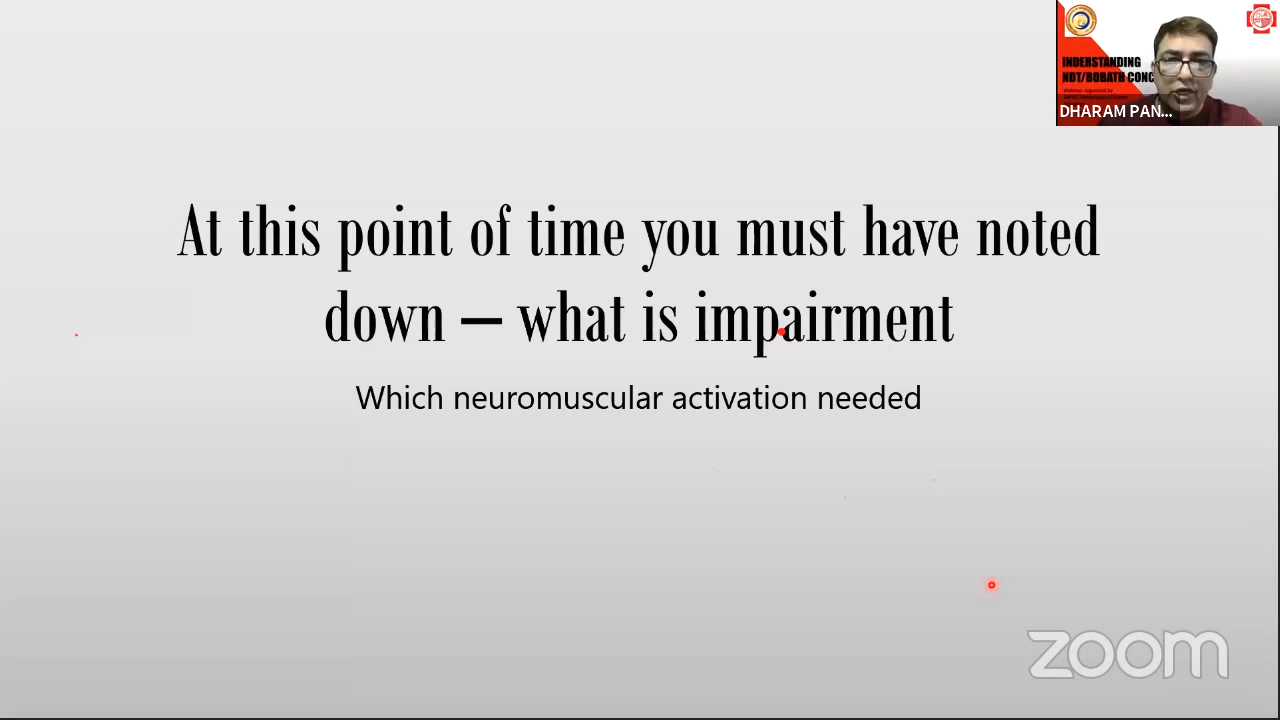 INDERSTANDING
NDT/BOBATH CONC
DHARAM PAN...
At this point of time you must have noted
down – what is impairment
Which neuromuscular activation needed
zoom